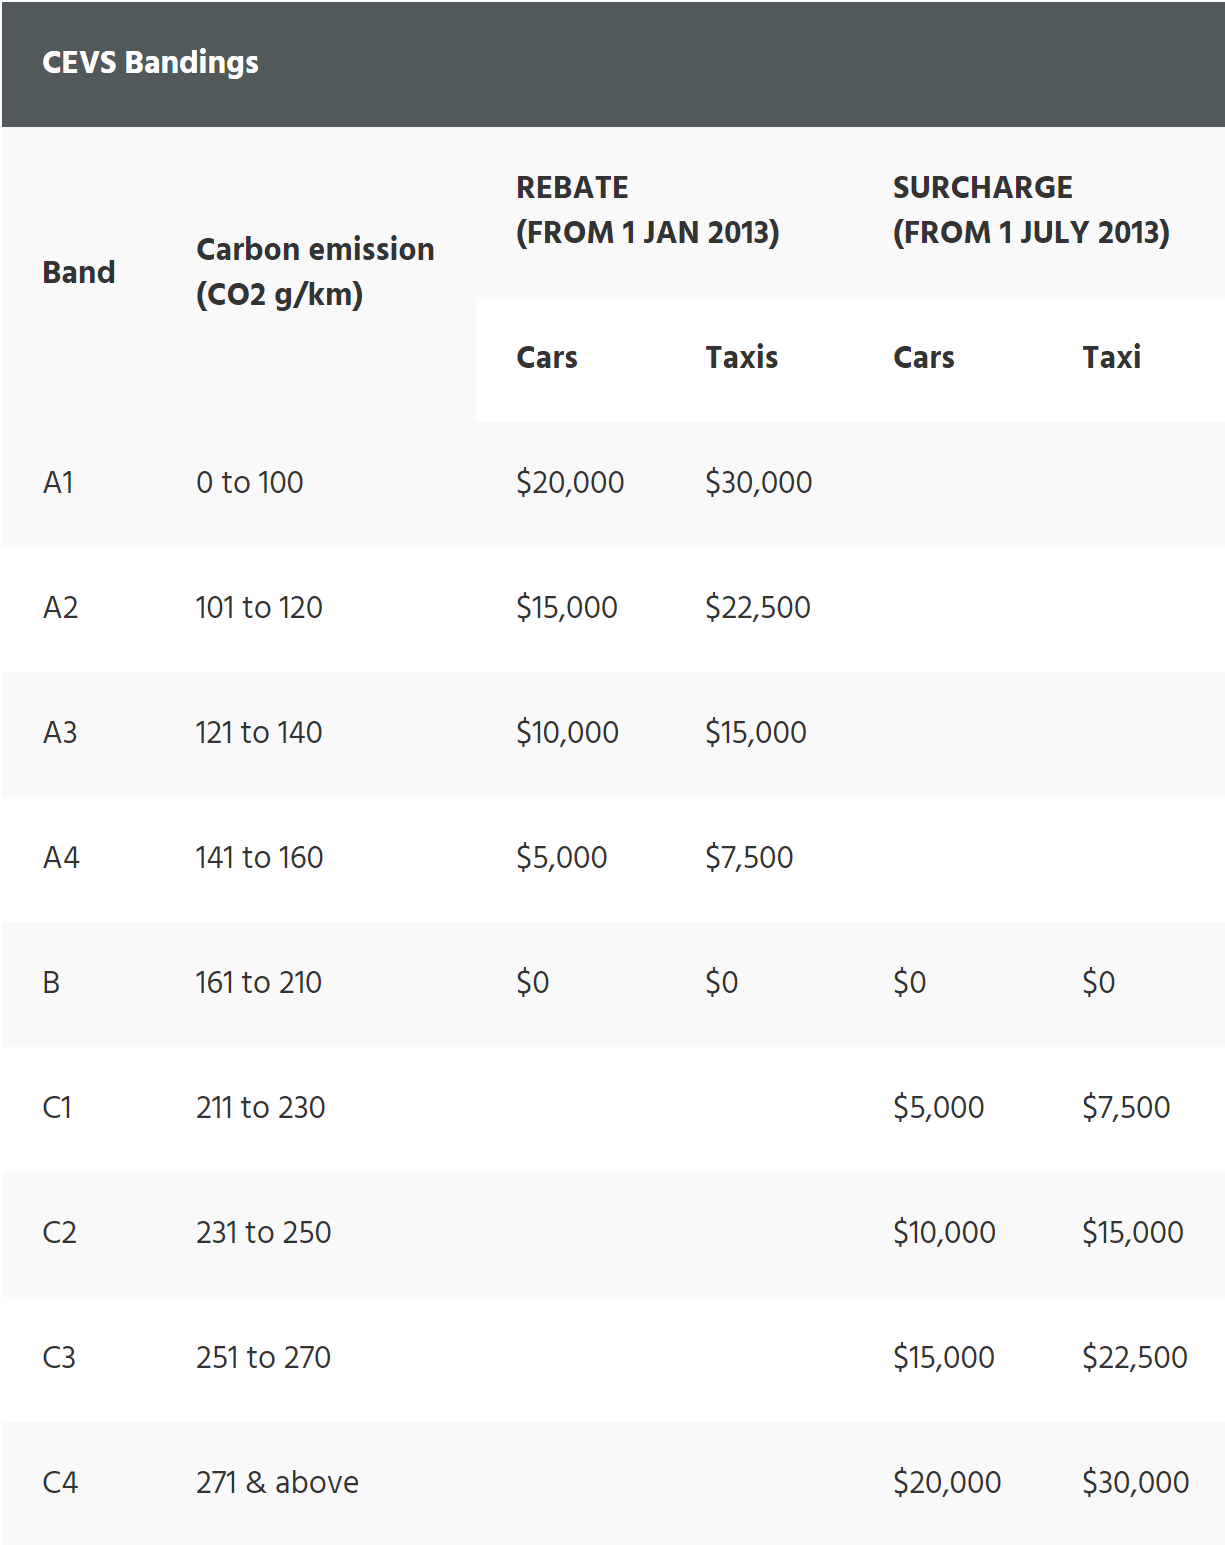 CEVS Bandings
Band
Carbon emission
(CO2 g/km)
REBATE
(FROM 1 JAN 2013)
SURCHARGE
(FROM 1 JULY 2013)
Cars Taxis Cars Taxi
A1 0 to 100 $20,000 $30,000
A2 101 to 120 $15,000 $22,500
A3 121 to 140 $10,000 $15,000
A4 141 to 160 $5,000 $7,500
B 161 to 210 $0 $0 $0 $0
C1 211 to 230 $5,000 $7,500
C2 231 to 250 $10,000 $15,000
C3 251 to 270 $15,000 $22,500
C4 271 & above $20,000 $30,000